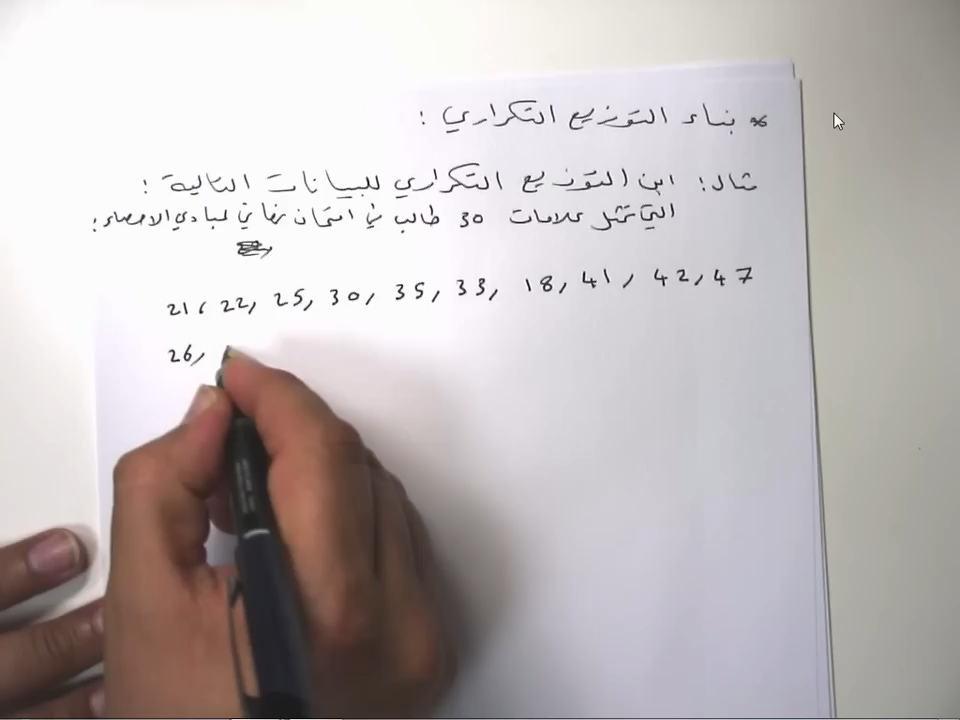 * بناء التوزيع التكراري :
مثال : ابن التوزيع التكراري للبيانات التالية :
التي تمثل علامات 30 طالب في امتحان نهائي لمبادئ الاحصاء :
21, 22, 25, 30, 35, 33, 18, 41, 42, 47
26,